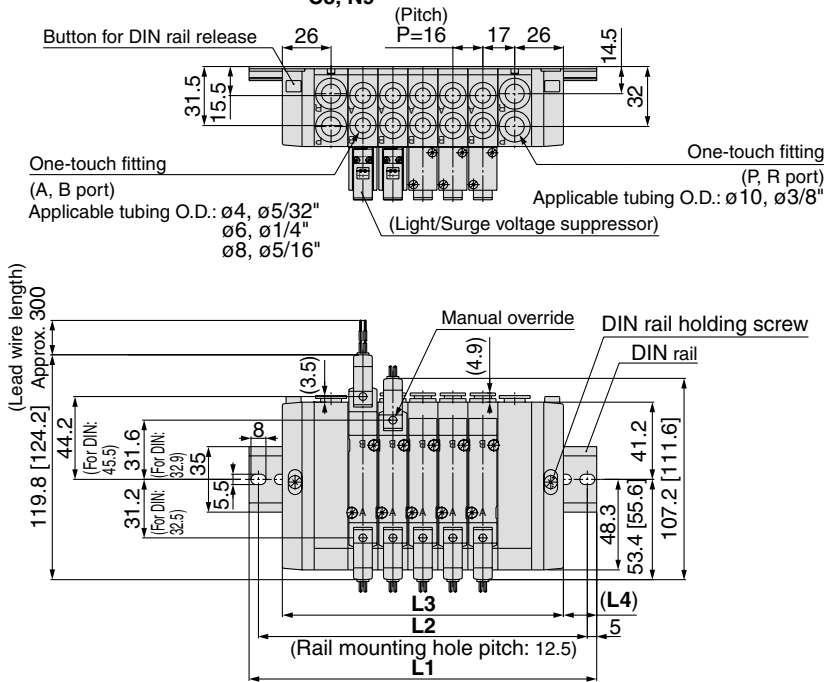 (Pitch)
P=16
26
17
26
14.5
Button for DIN rail release
31.5
15.5
32
One-touch fitting
(A, B port)
Applicable tubing O.D.: ø4, ø5/32"
ø6, ø1/4"
ø8, ø5/16"
One-touch fitting
(P, R port)
Applicable tubing O.D.: ø10, ø3/8"
(Light/Surge voltage suppressor)
(Lead wire length)
Approx. 300
Manual override
DIN rail holding screw
DIN rail
(3.5)
(4.9)
119.8 [124.2]
44.2
(For DIN:
45.5)
31.6
(For DIN:
32.9)
8
35
5.5
31.2
(For DIN:
32.5)
B
B
B
B
A
A
A
A
41.2
48.3
53.4 [55.6]
107.2 [111.6]
L3
(L4)
L2
5
(Rail mounting hole pitch: 12.5)
L1